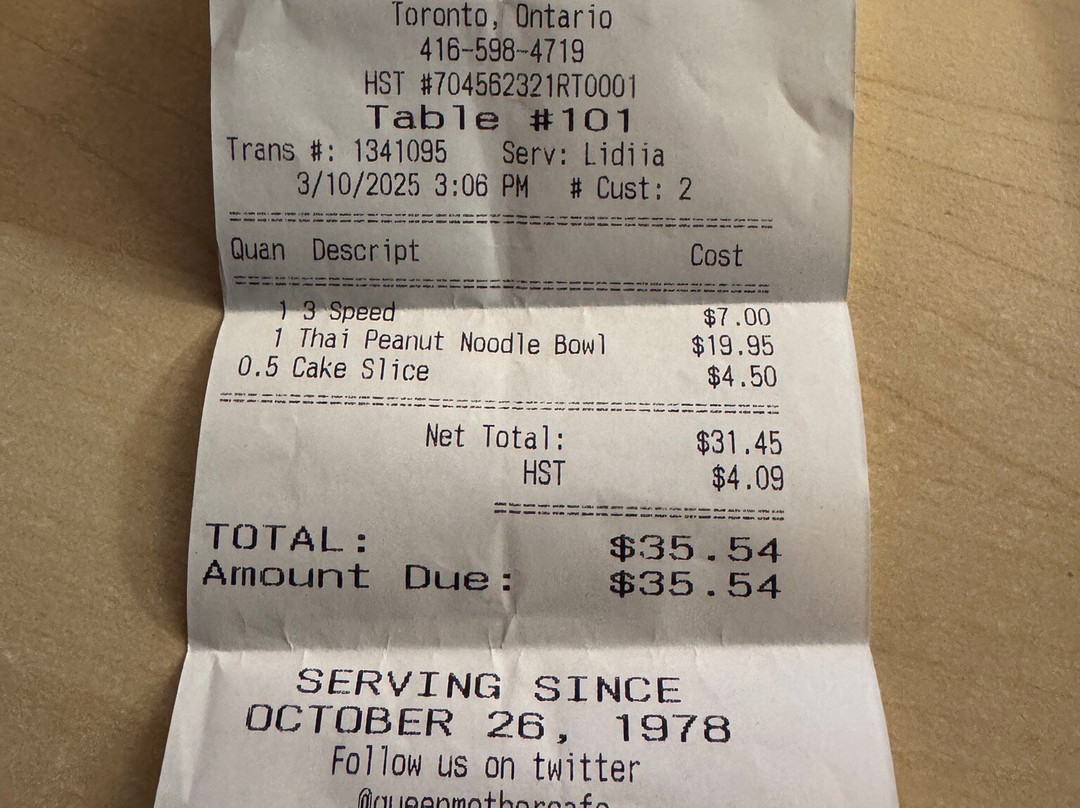 Toronto, Ontario
416-598-4719
HST #704562321RT0001
Table #101
Trans #: 1341095 Serv: Lidiia
3/10/2025 3:06 PM # Cust: 2
Quan Descript Cost
1 3 Speed $7.00
1 Thai Peanut Noodle Bowl $19.95
0.5 Cake Slice $4.50
Net Total: $31.45
HST $4.09
TOTAL: $35.54
Amount Due: $35.54
SERVING SINCE
OCTOBER 26, 1978
Follow us on twitter
@queenmothercafe